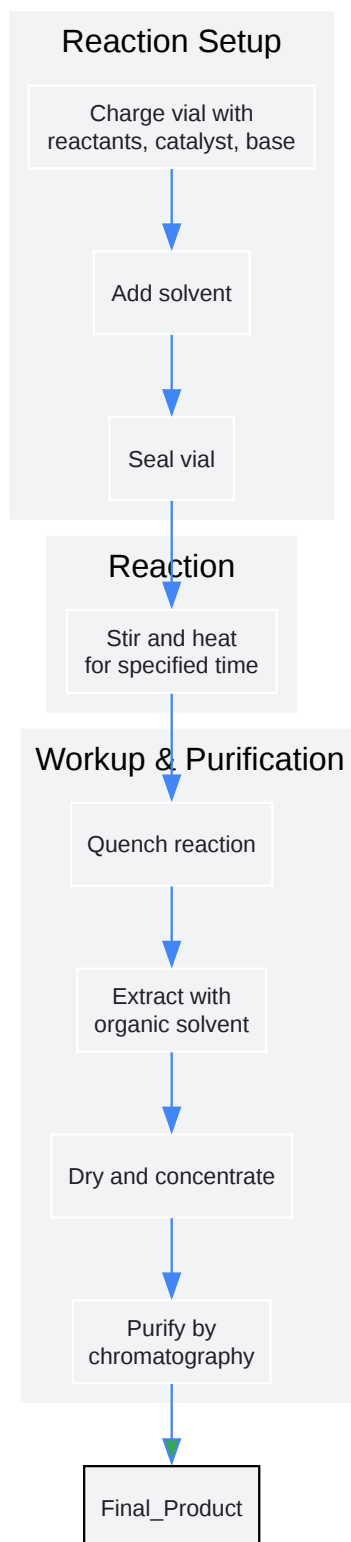 Reaction Setup
Charge vial with
reactants, catalyst, base
Add solvent
Seal vial
Reaction
Stir and heat
for specified time
Workup & Purification
Quench reaction
Extract with
organic solvent
Dry and concentrate
Purify by
chromatography
Final_Product